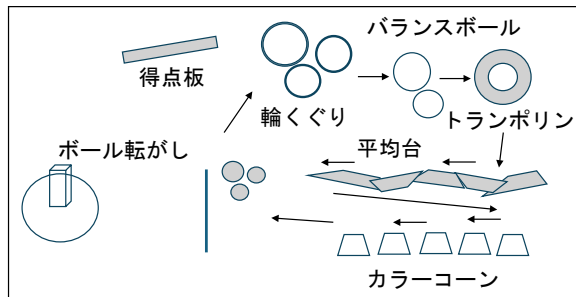 バランスボール
得点板
輪くぐり
トランポリン
ボール転がし
平均台
カラーコーン